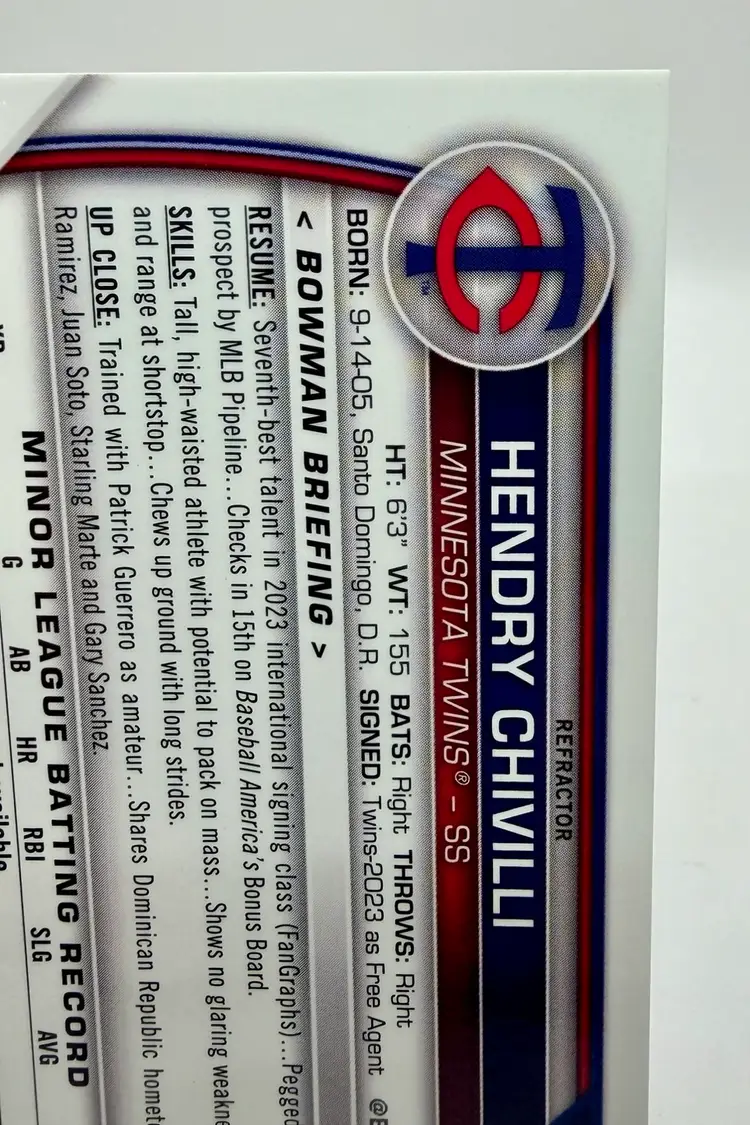 REFRACTOR
HENDRY CHIVILLI
MINNESOTA TWINS® – SS
HT: 6'3" WT: 155 BATS: Right THROWS: Right
BORN: 9-14-05, Santo Domingo, D.R. SIGNED: Twins-2023 as Free Agent
< BOWMAN BRIEFING >
RESUME: Seventh-best talent in 2023 international signing class (FanGraphs)...Pegged
prospect by MLB Pipeline...Checks in 15th on Baseball America's Bonus Board.
SKILLS: Tall, high-waisted athlete with potential to pack on mass...Shows no glaring
and range at shortstop...Chews up ground with long strides.
UP CLOSE: Trained with Patrick Guerrero as amateur...Shares Dominican Republic
Ramirez, Juan Soto, Starling Marte and Gary Sanchez.
MINOR LEAGUE BATTING RECORD
G AB HR RBI SLG AVG